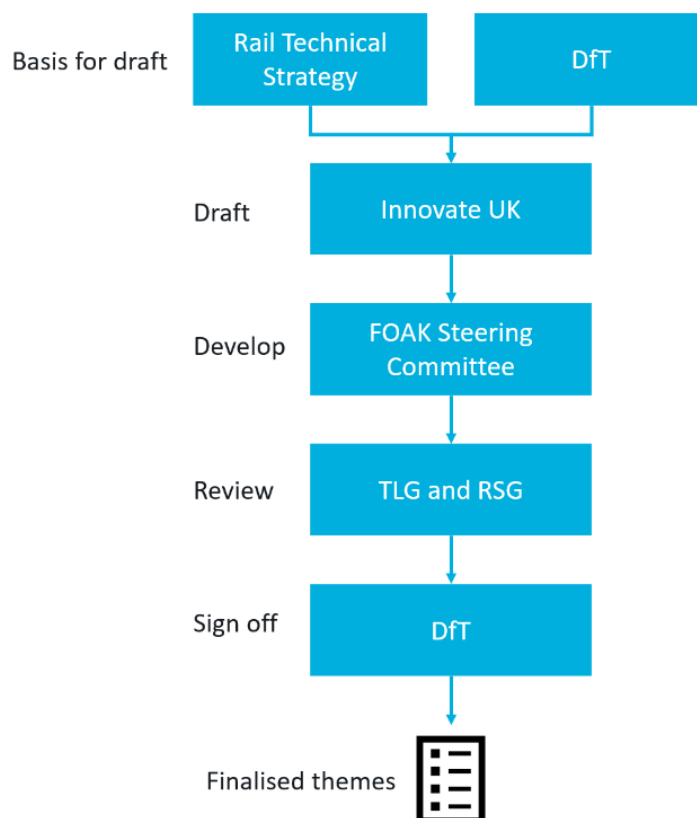 Basis for draft
Rail Technical
Strategy
DfT
Draft
Innovate UK
Develop
FOAK Steering
Committee
Review
TLG and RSG
Sign off
DfT
Finalised themes